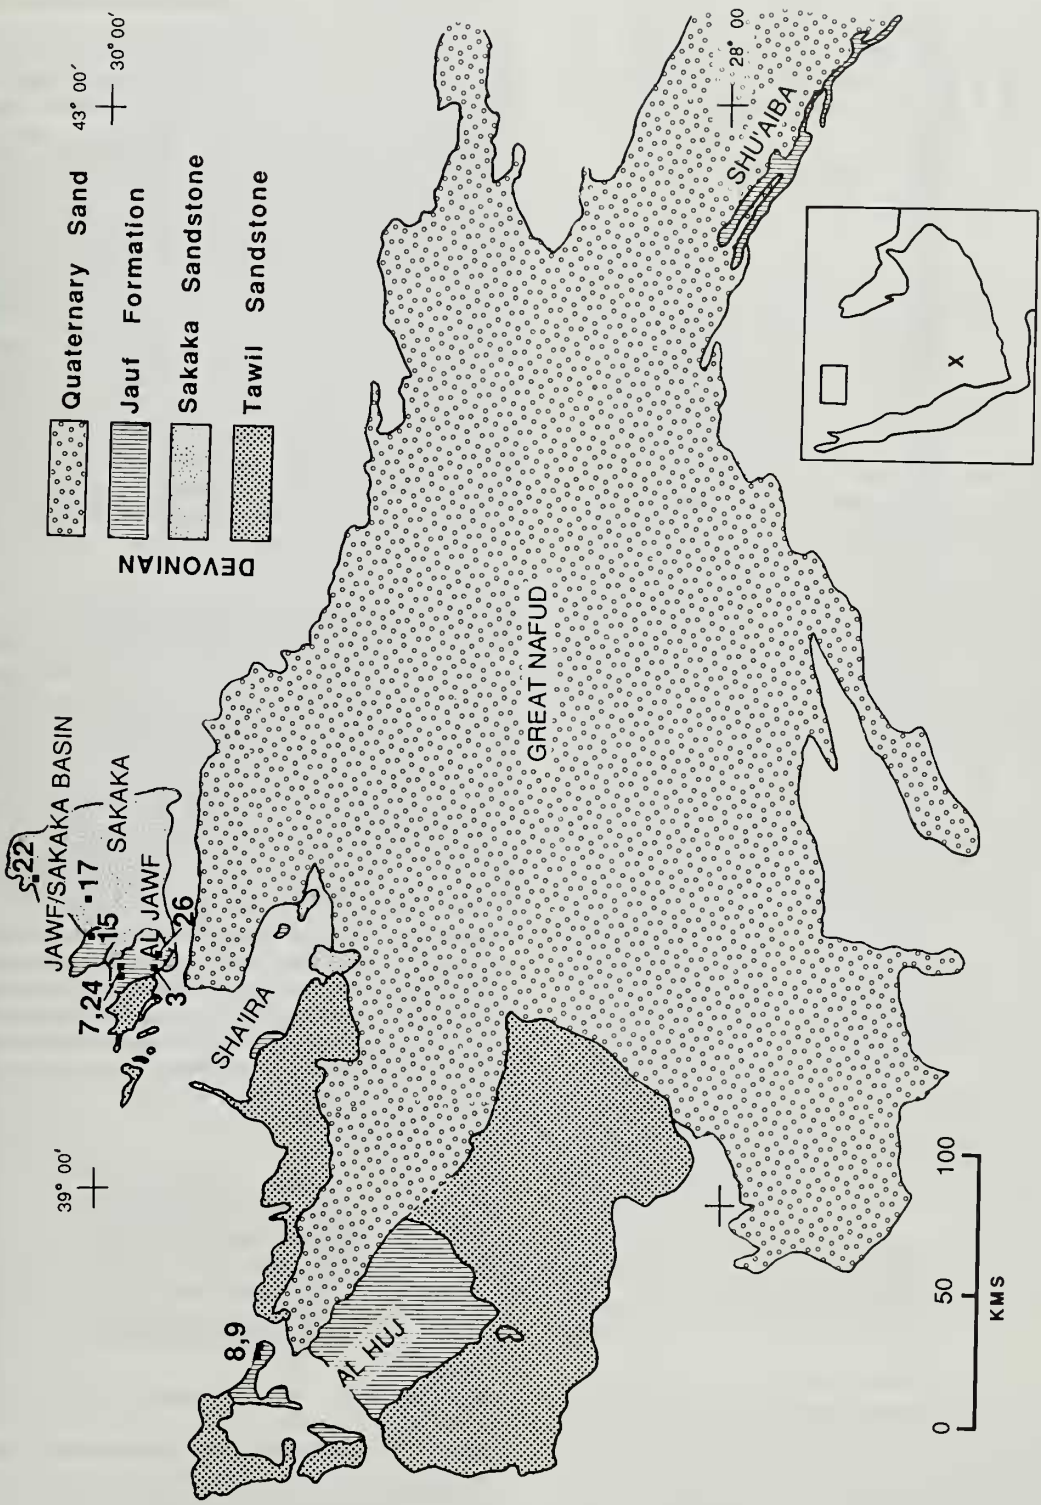 43° 00′
30° 00′
Quaternary Sand
Jauf Formation
Sakaka Sandstone
Tawil Sandstone
DEVONIAN
JAWF/SAKAKA BASIN
22
17
SAKAKA
15
7,24
AL JAWF
26
3
SHA'IRA
39° 00′
8,9
AL HUJ
GREAT NAFUD
28° 00
SHU'AIBA
X
0 50 100
KMS